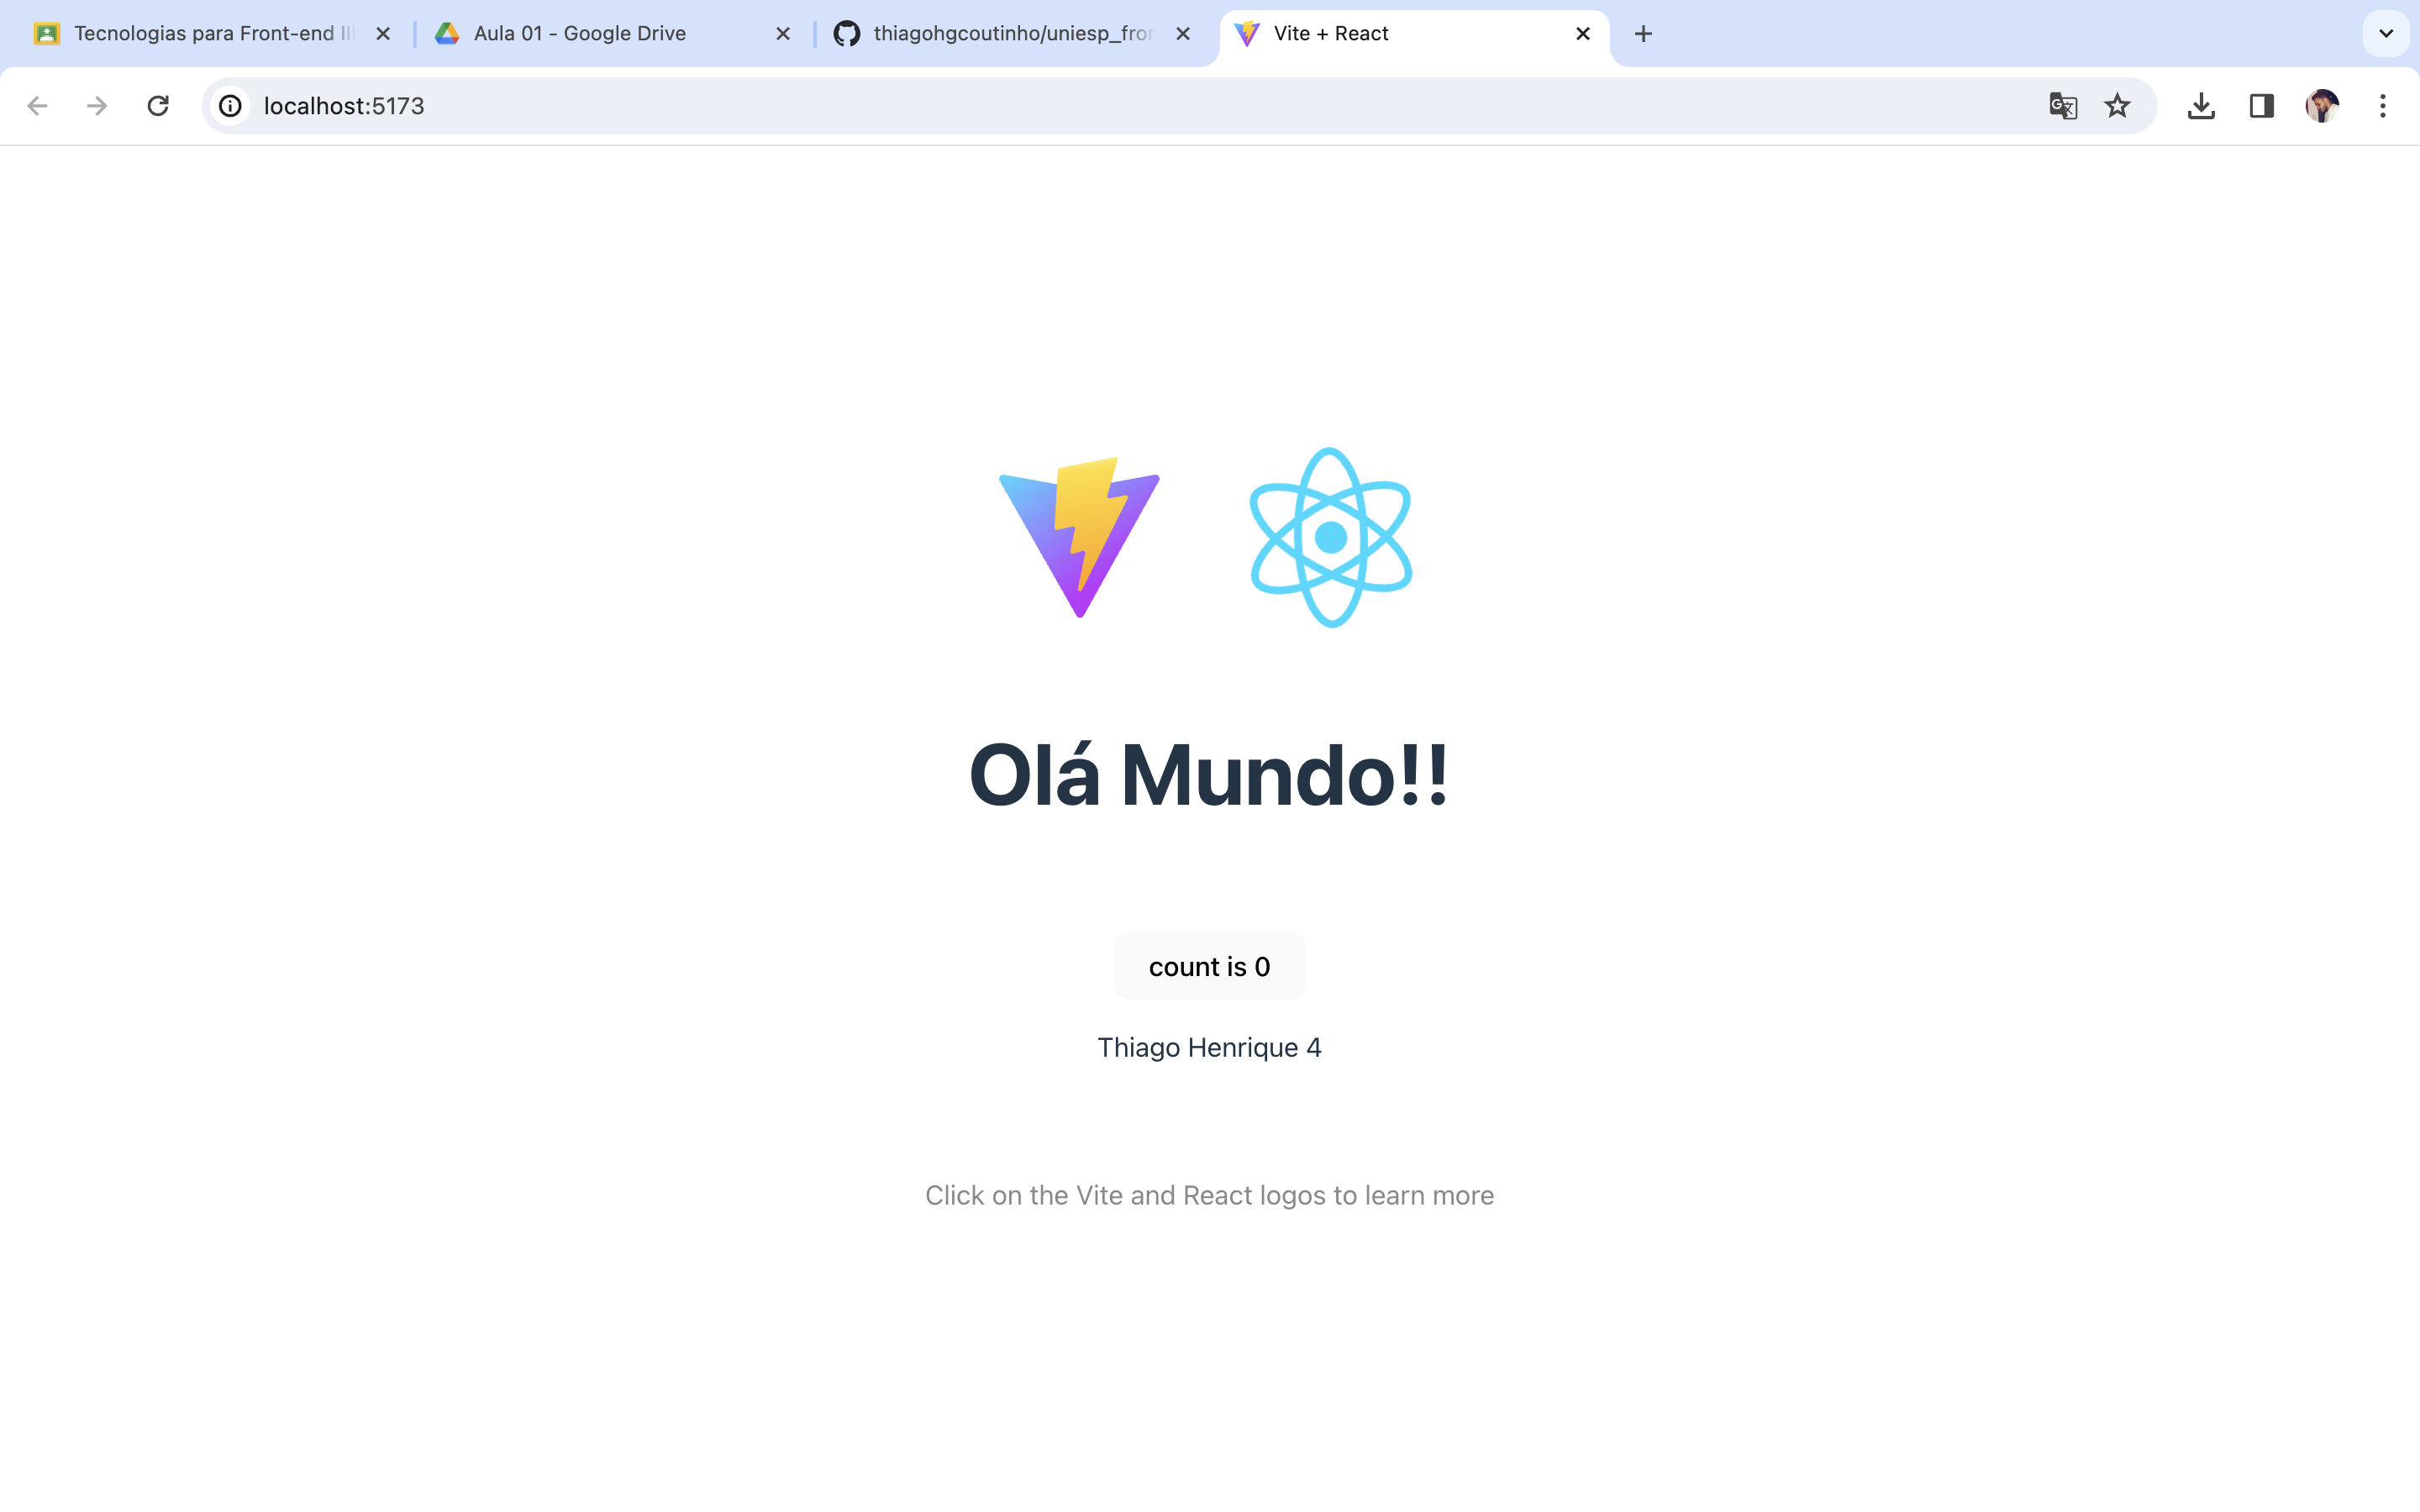 Tecnologias para Front-end II
Aula 01 - Google Drive
thiagohgcoutinho/uniesp_fron
Vite + React
localhost:5173
Olá Mundo!!
count is 0
Thiago Henrique 4
Click on the Vite and React logos to learn more